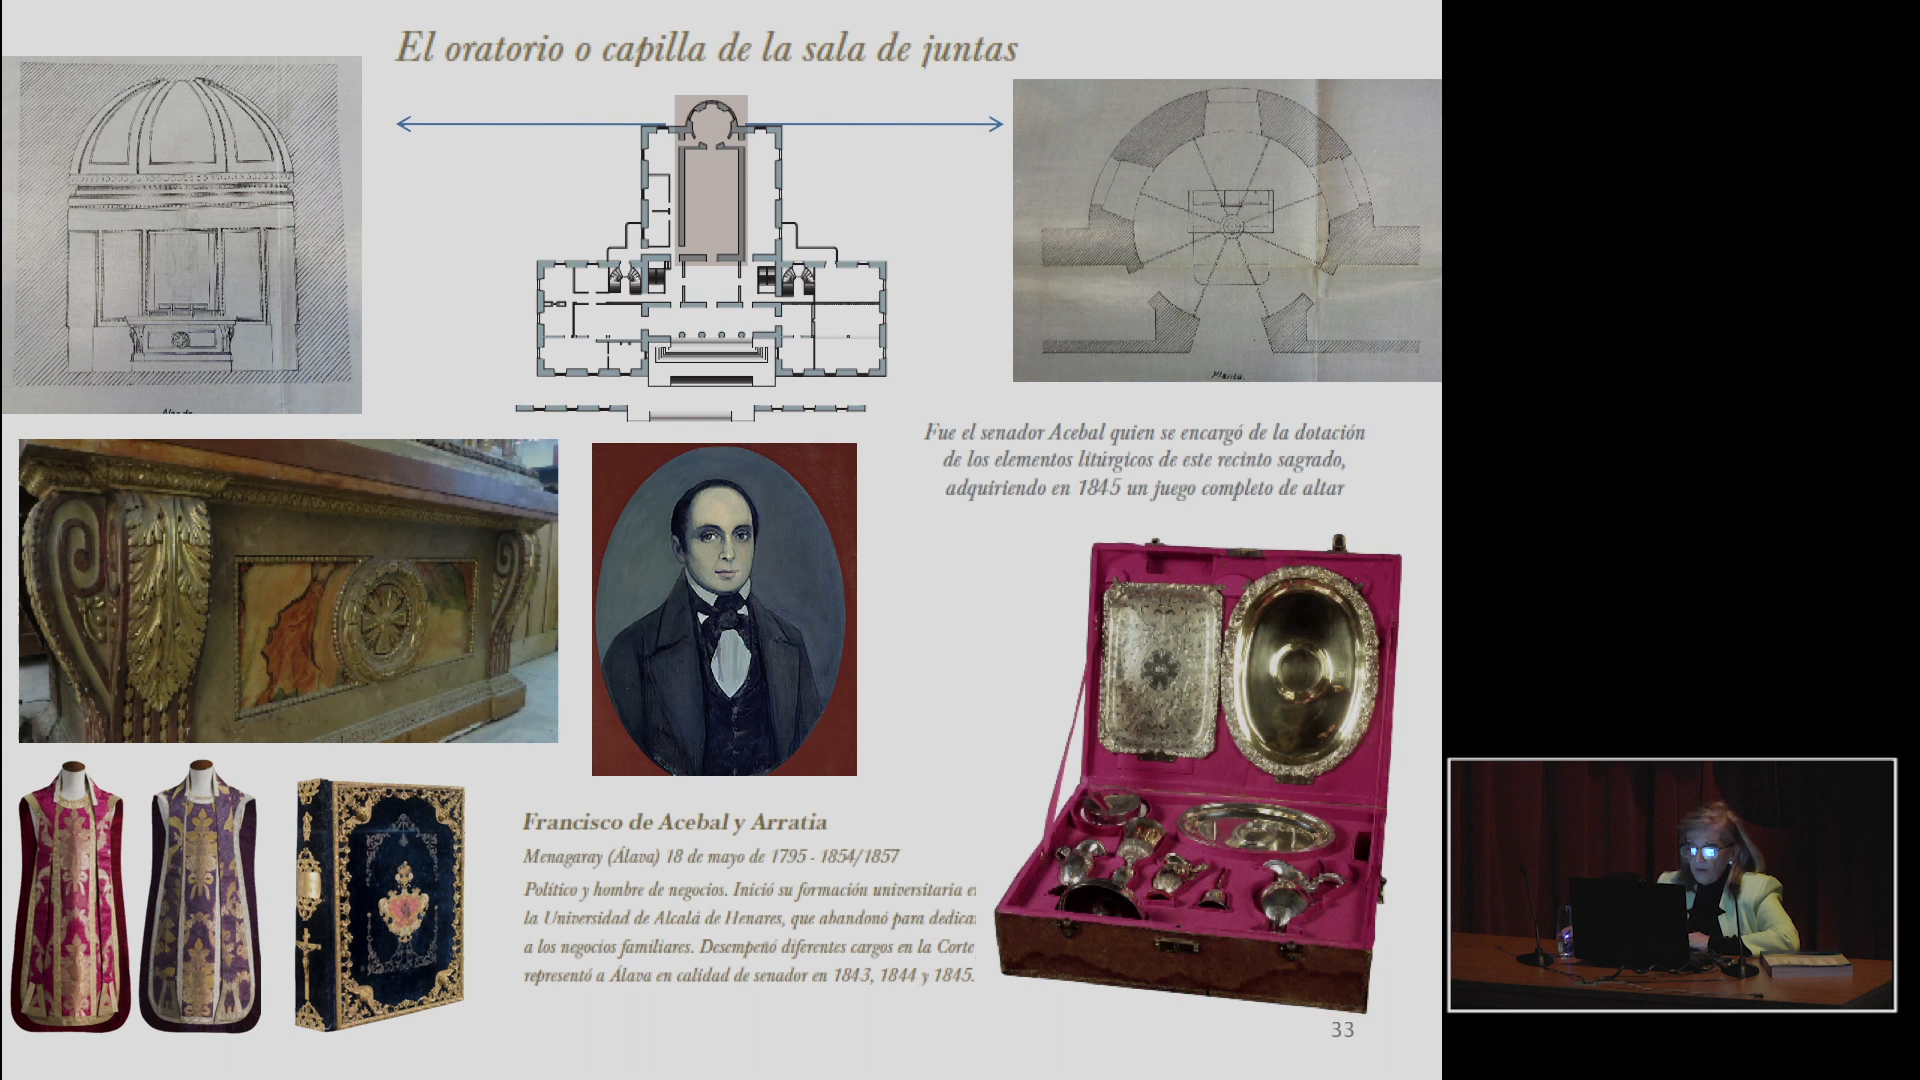 El oratorio o capilla de la sala de juntas
Planta.
Fue el senador Acebal quien se encargó de la dotación
de los elementos litúrgicos de este recinto sagrado,
adquiriendo en 1845 un juego completo de altar
Francisco de Acebal y Arratia
Menagaray (Álava) 18 de mayo de 1795 - 1854/1857
Político y hombre de negocios. Inició su formación universitaria
la Universidad de Alcalá de Henares, que abandonó para
a los negocios familiares. Desempeñó diferentes cargos en la Corte
representó a Álava en calidad de senador en 1843, 1844 y 1845.
33